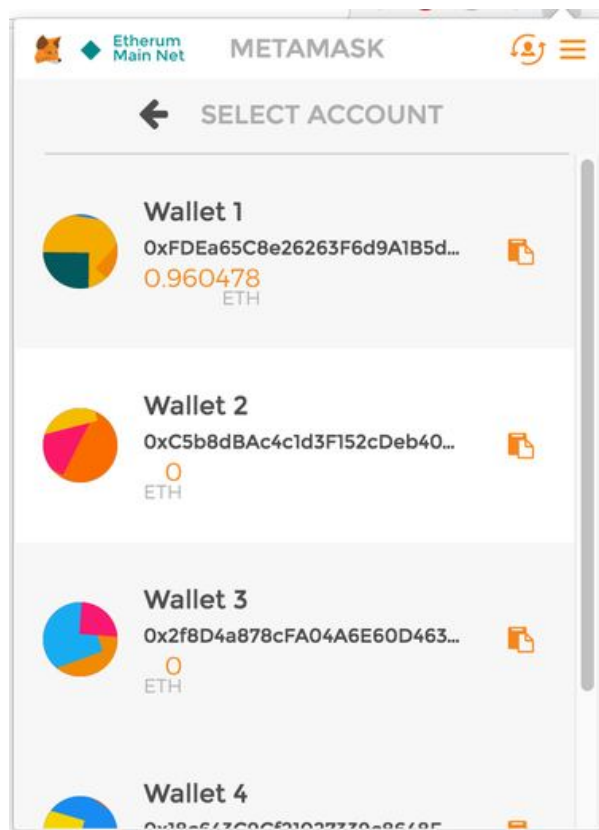 Etherum
Main Net
METAMASK
SELECT ACCOUNT
Wallet 1
0xFDEa65C8e26263F6d9A1B5d...
0.960478
ETH
Wallet 2
0xC5b8dBAc4c1d3F152cDeb40...
0
ETH
Wallet 3
0x2f8D4a878cFA04A6E60D463...
0
ETH
Wallet 4